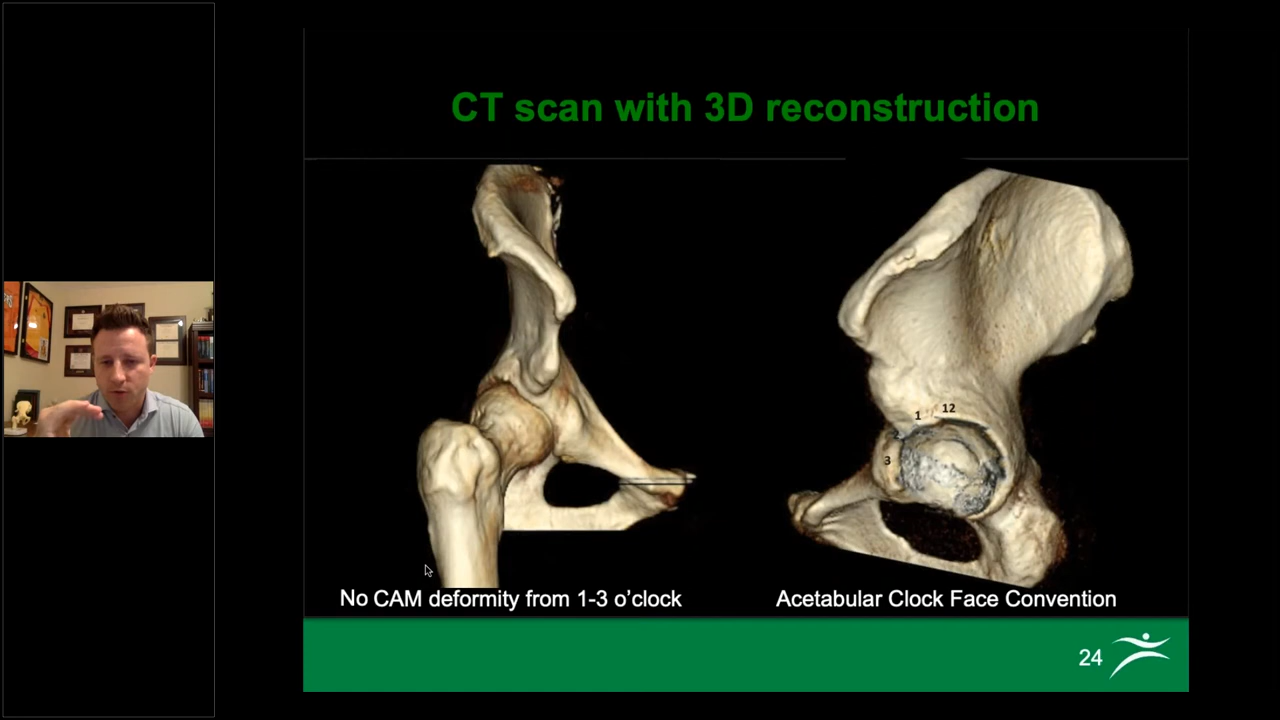 CT scan with 3D reconstruction
1 12
3
No CAM deformity from 1-3 o'clock
Acetabular Clock Face Convention
24